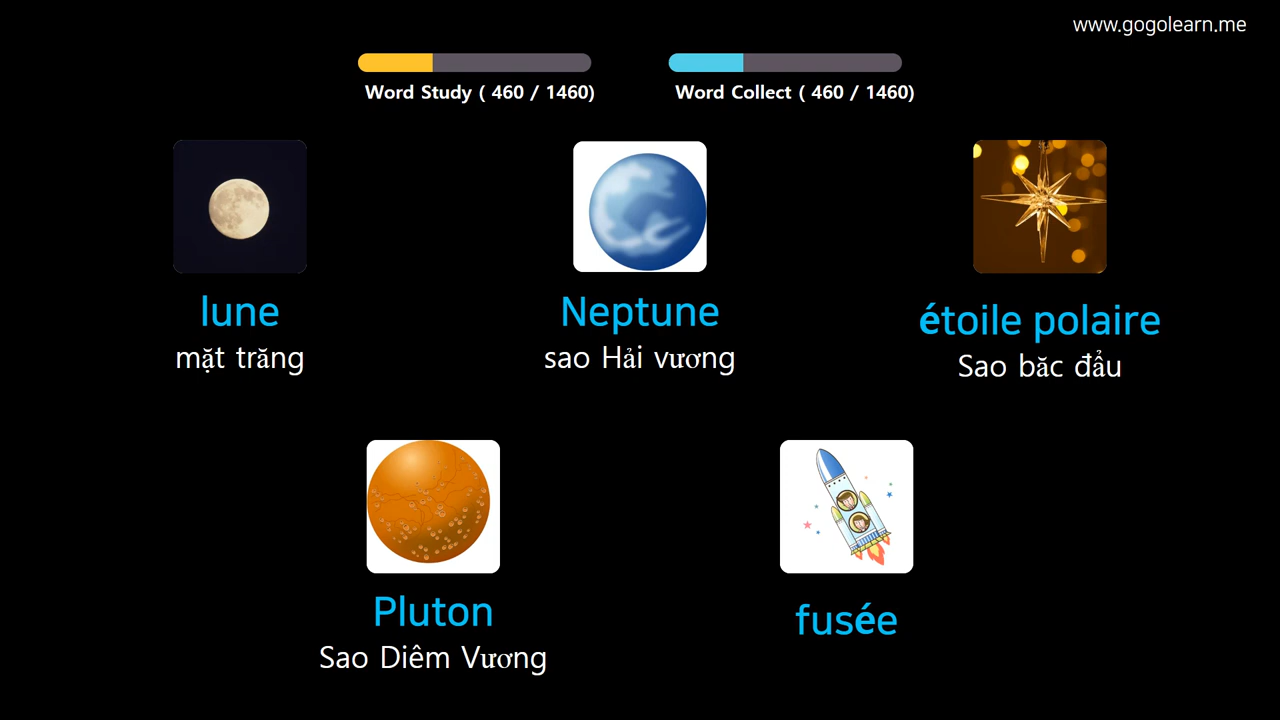 www.gogolearn.me
Word Study ( 460 / 1460)
Word Collect ( 460 / 1460)
lune
mặt trăng
Neptune
sao Hải vương
étoile polaire
Sao băc đẩu
Pluton
Sao Diêm Vương
fusée